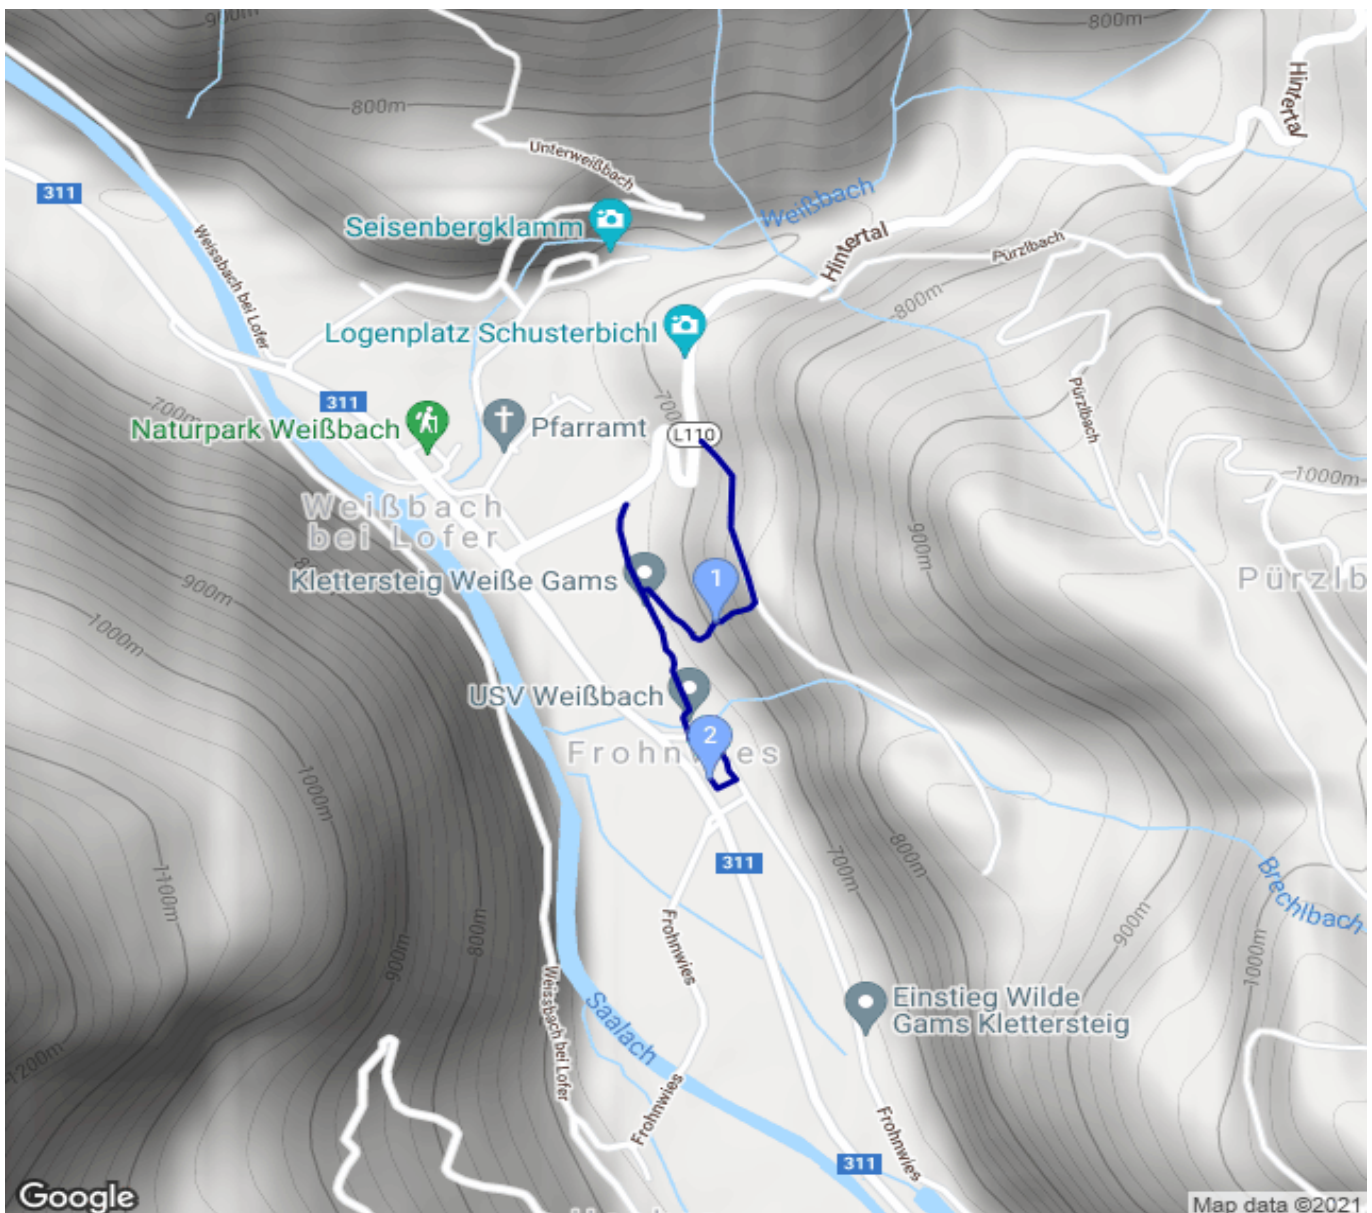 900m
800m
800m
Hintertal
Unterweißbach
311
Weißbach
Seisenbergklamm
Weissbach bei Lofer
Hintertal
Pürzlbach
800m
Logenplatz Schusterbichl
311
700m
700m
Pürzlbach
Naturpark Weißbach
Pfarramt
L110
1000m
Weißbach
bei Lofer
900m
Klettersteig Weiße Gams
1
Pürzlb
900m
1000m
USV Weißbach
2
Frohnwies
1000m
311
700m
800m
1100m
Brechlbach
900m
800m
900m
1000m
Frohnwies
Weissbach bei Lofer
Einstieg Wilde
Gams Klettersteig
Saalach
1200m
Frohnwies
Frohnwies
311
Google
Map data ©2021